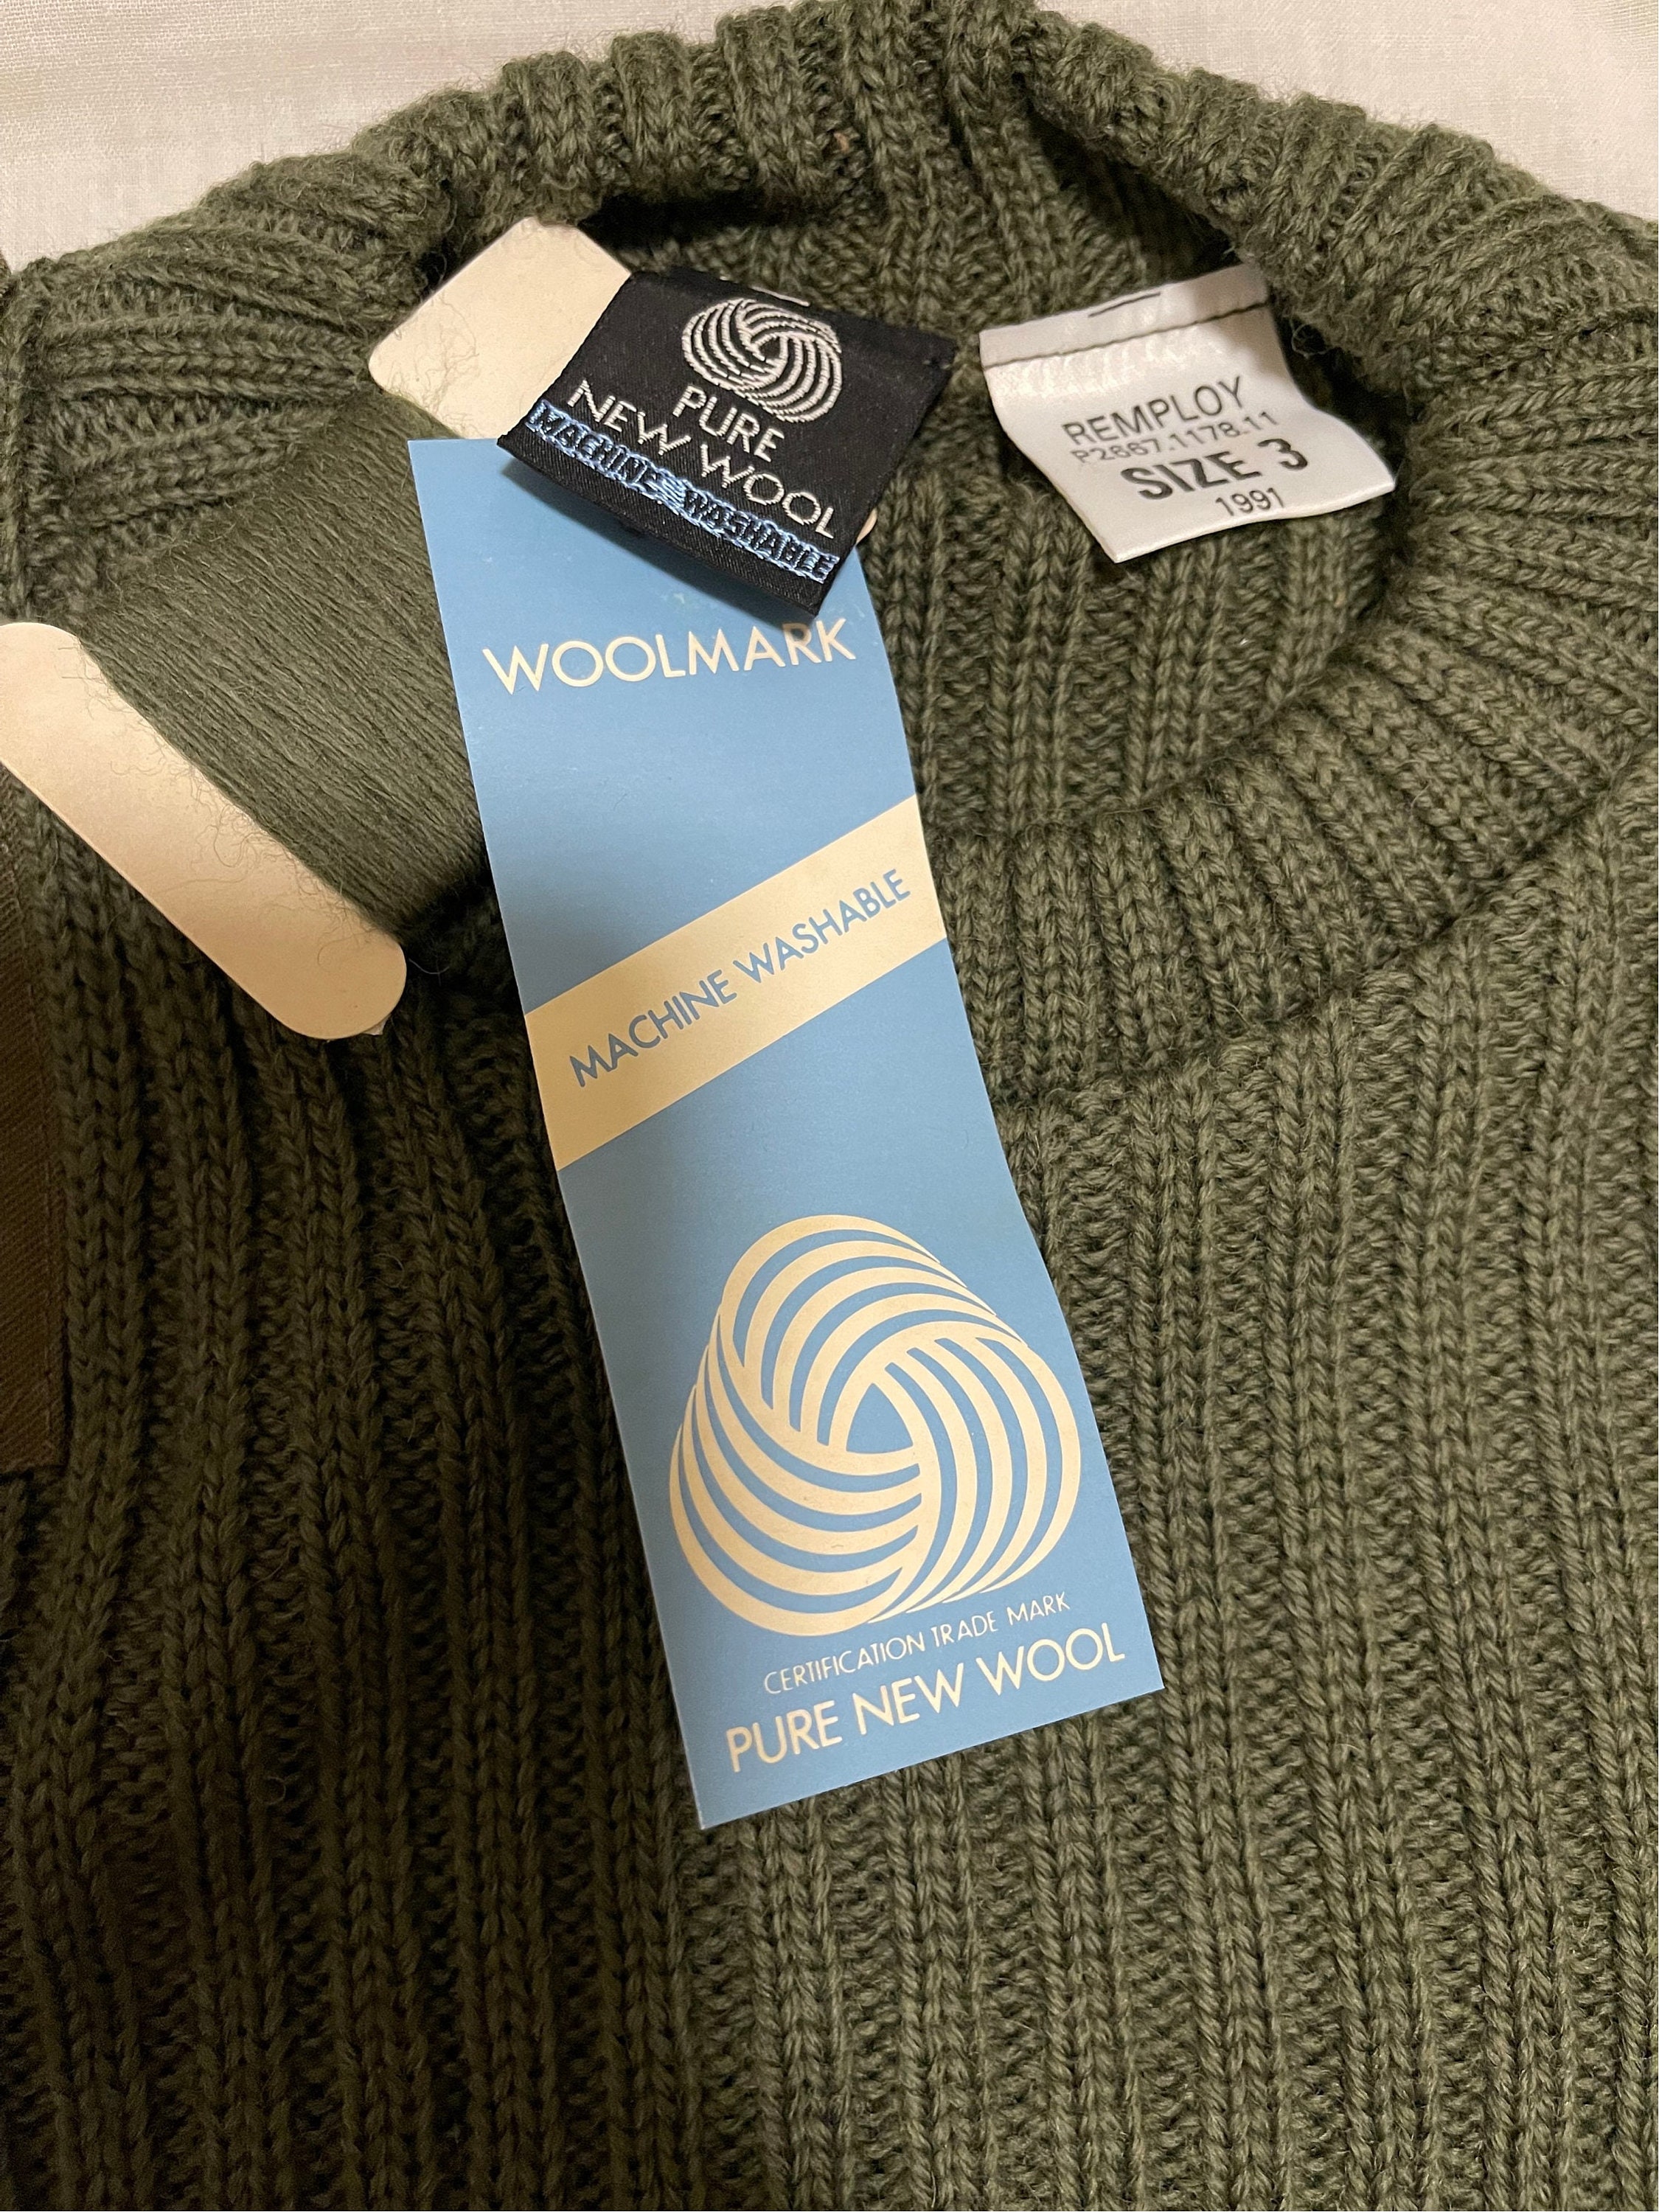 PURE
NEW WOOL
MACHINE WASHABLE
REMPLOY
P2667.1178.11
SIZE 3
1991
WOOLMARK
MACHINE WASHABLE
CERTIFICATION TRADE MARK
PURE NEW WOOL